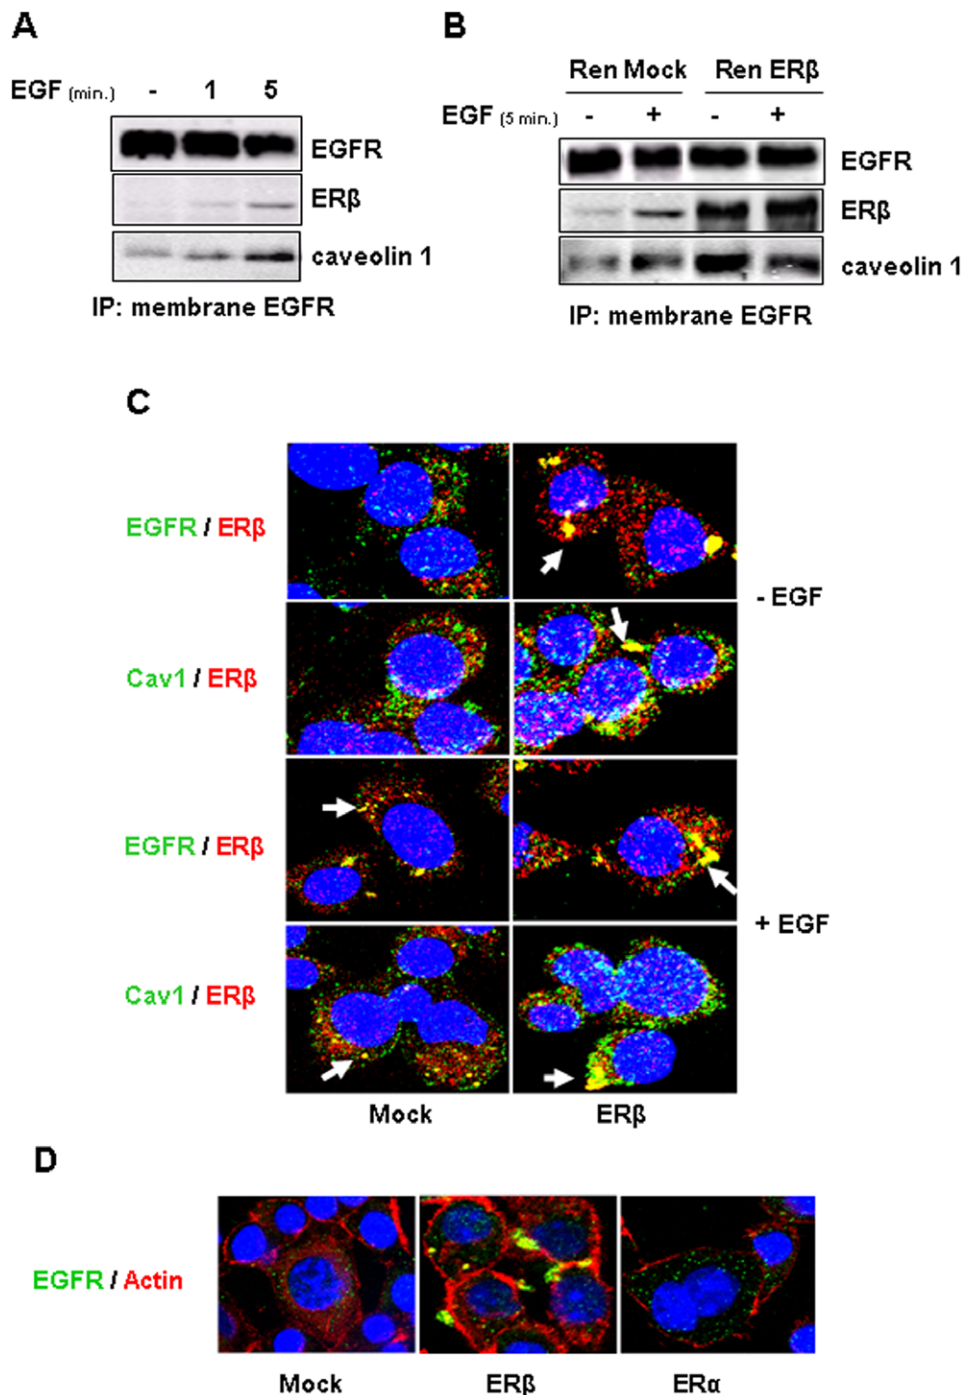 A
EGF (min.) - 1 5
EGFR
ERβ
caveolin 1
IP: membrane EGFR
B
Ren Mock Ren ERβ
EGF (5 min.) - + - +
EGFR
ERβ
caveolin 1
IP: membrane EGFR
C
EGFR / ERβ
- EGF
Cav1 / ERβ
EGFR / ERβ
+ EGF
Cav1 / ERβ
Mock ERβ
D
EGFR / Actin
Mock ERβ ERα